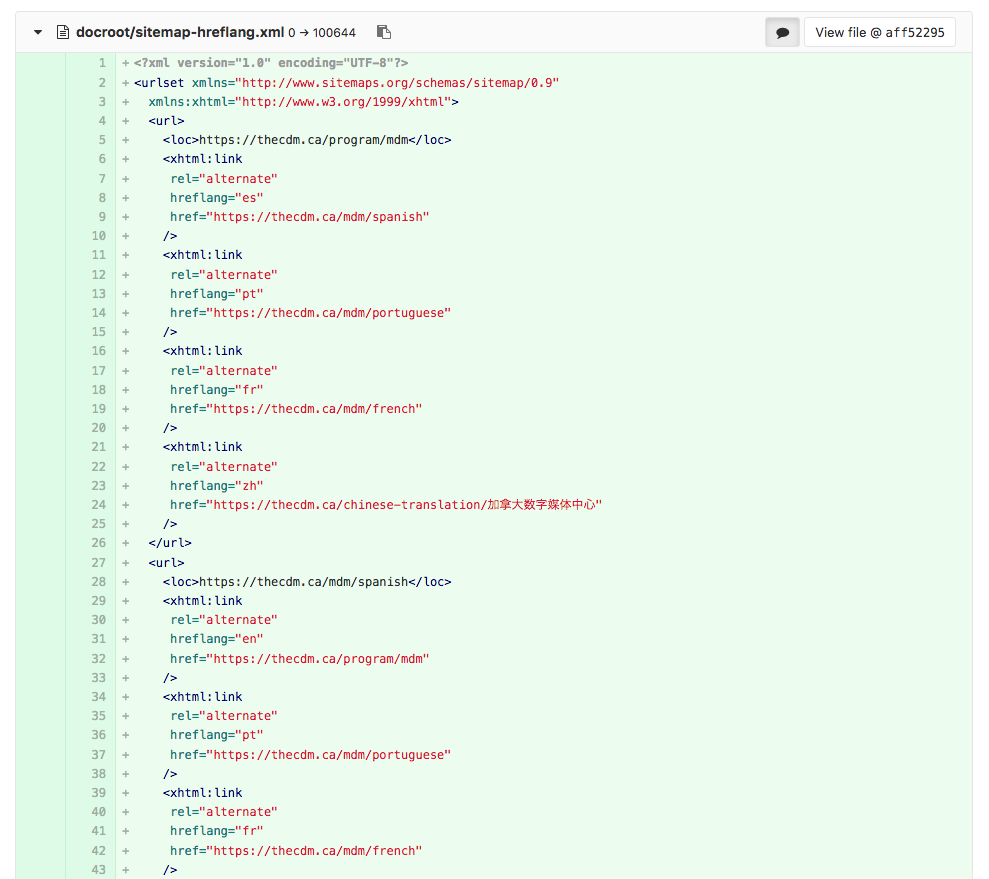 docroot/sitemap-hreflang.xml 0 → 100644 View file @ aff52295
1 + <?xml version="1.0" encoding="UTF-8"?>
2 + <urlset xmlns="http://www.sitemaps.org/schemas/sitemap/0.9"
3 + xmlns:xhtml="http://www.w3.org/1999/xhtml">
4 + <url>
5 + <loc>https://thecdm.ca/program/mdm</loc>
6 + <xhtml:link
7 + rel="alternate"
8 + hreflang="es"
9 + href="https://thecdm.ca/mdm/spanish"
10 + />
11 + <xhtml:link
12 + rel="alternate"
13 + hreflang="pt"
14 + href="https://thecdm.ca/mdm/portuguese"
15 + />
16 + <xhtml:link
17 + rel="alternate"
18 + hreflang="fr"
19 + href="https://thecdm.ca/mdm/french"
20 + />
21 + <xhtml:link
22 + rel="alternate"
23 + hreflang="zh"
24 + href="https://thecdm.ca/chinese-translation/加拿大数字媒体中心"
25 + />
26 + </url>
27 + <url>
28 + <loc>https://thecdm.ca/mdm/spanish</loc>
29 + <xhtml:link
30 + rel="alternate"
31 + hreflang="en"
32 + href="https://thecdm.ca/program/mdm"
33 + />
34 + <xhtml:link
35 + rel="alternate"
36 + hreflang="pt"
37 + href="https://thecdm.ca/mdm/portuguese"
38 + />
39 + <xhtml:link
40 + rel="alternate"
41 + hreflang="fr"
42 + href="https://thecdm.ca/mdm/french"
43 + />